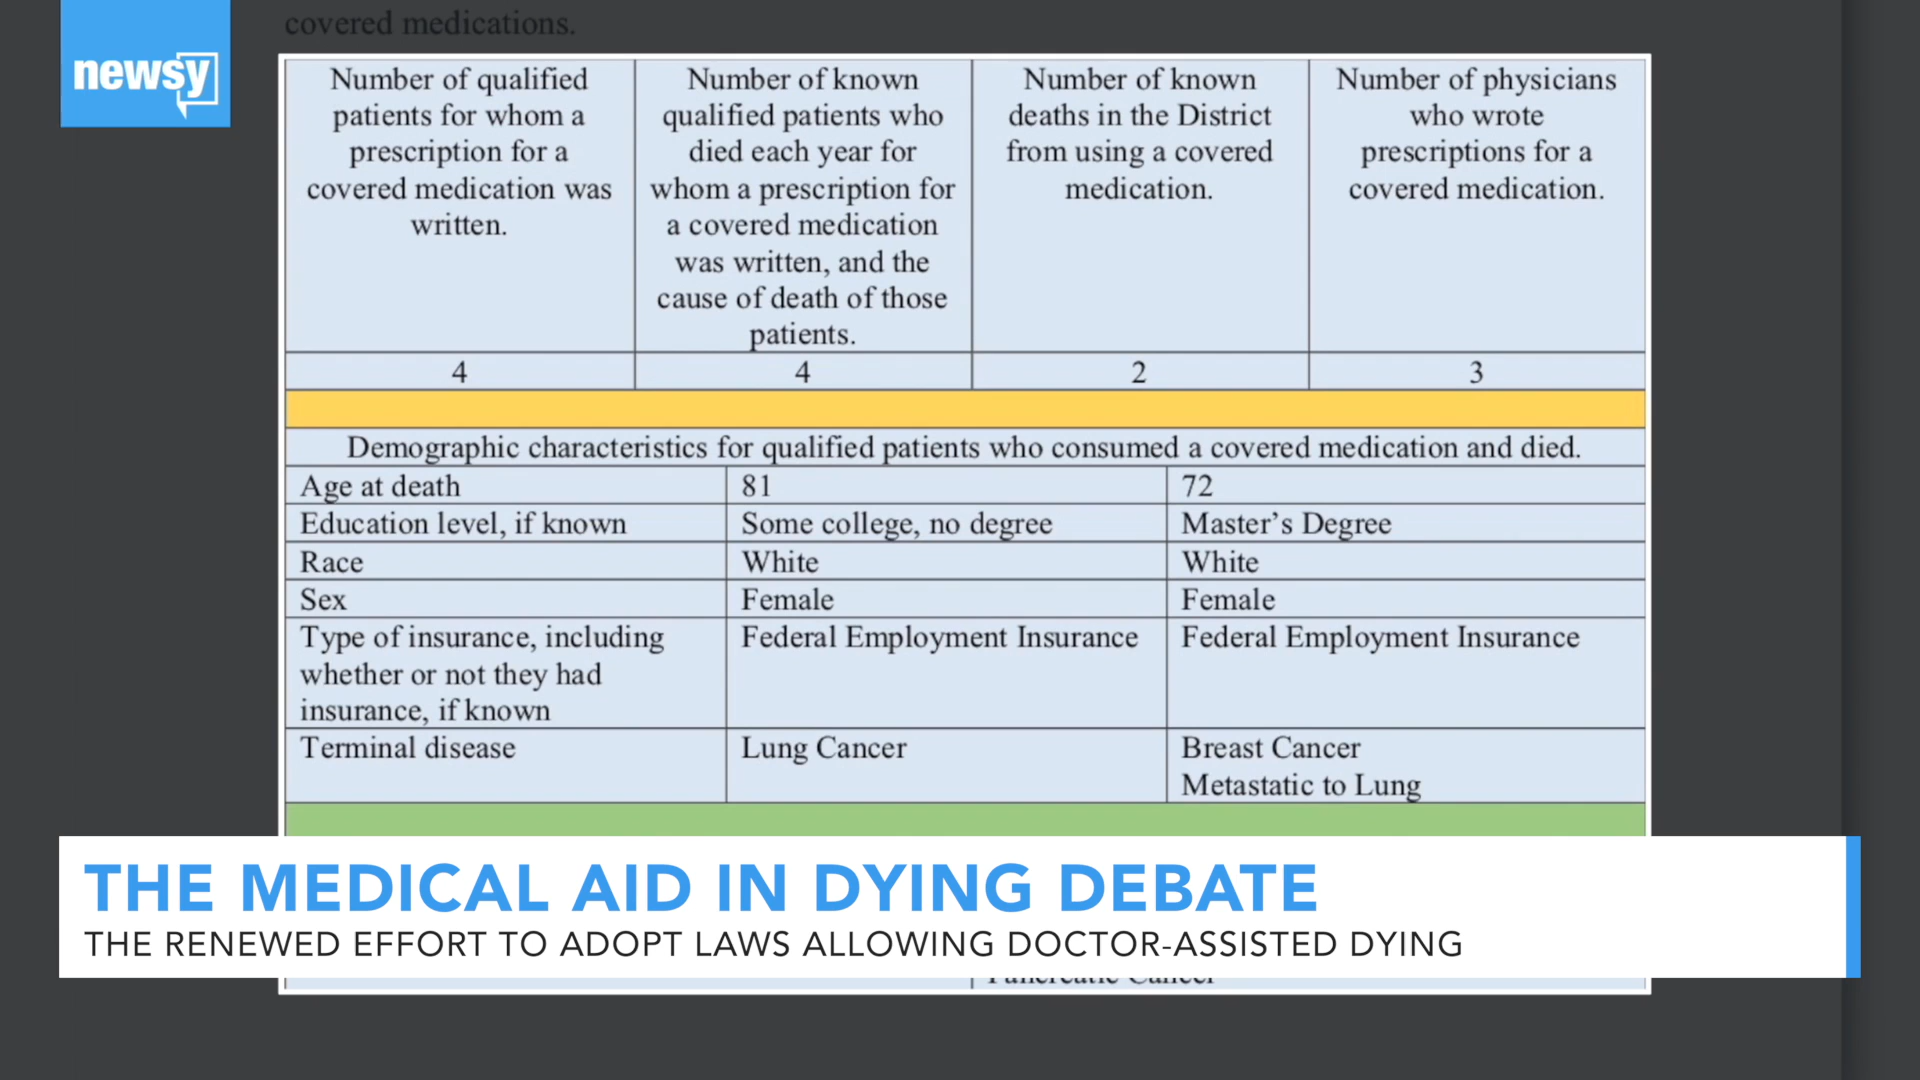 covered medications.
newsy
Number of qualified
patients for whom a
prescription for a
covered medication was
written.
Number of known
qualified patients who
died each year for
whom a prescription for
a covered medication
was written, and the
cause of death of those
patients.
Number of known
deaths in the District
from using a covered
medication.
Number of physicians
who wrote
prescriptions for a
covered medication.
4
4
2
3
Demographic characteristics for qualified patients who consumed a covered medication and died.
Age at death
81
72
Education level, if known
Some college, no degree
Master’s Degree
Race
White
White
Sex
Female
Female
Type of insurance, including
whether or not they had
insurance, if known
Federal Employment Insurance
Federal Employment Insurance
Terminal disease
Lung Cancer
Breast Cancer
Metastatic to Lung
THE MEDICAL AID IN DYING DEBATE
THE RENEWED EFFORT TO ADOPT LAWS ALLOWING DOCTOR-ASSISTED DYING
Pancreatic Cancer